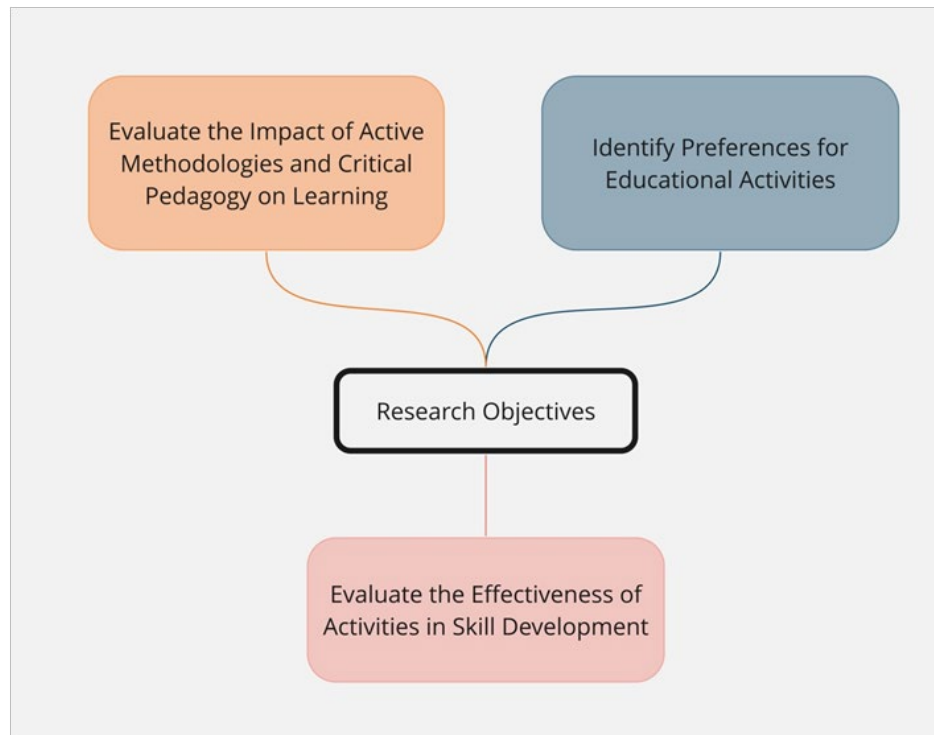 Evaluate the Impact of Active
Methodologies and Critical
Pedagogy on Learning
Identify Preferences for
Educational Activities
Research Objectives
Evaluate the Effectiveness of
Activities in Skill Development